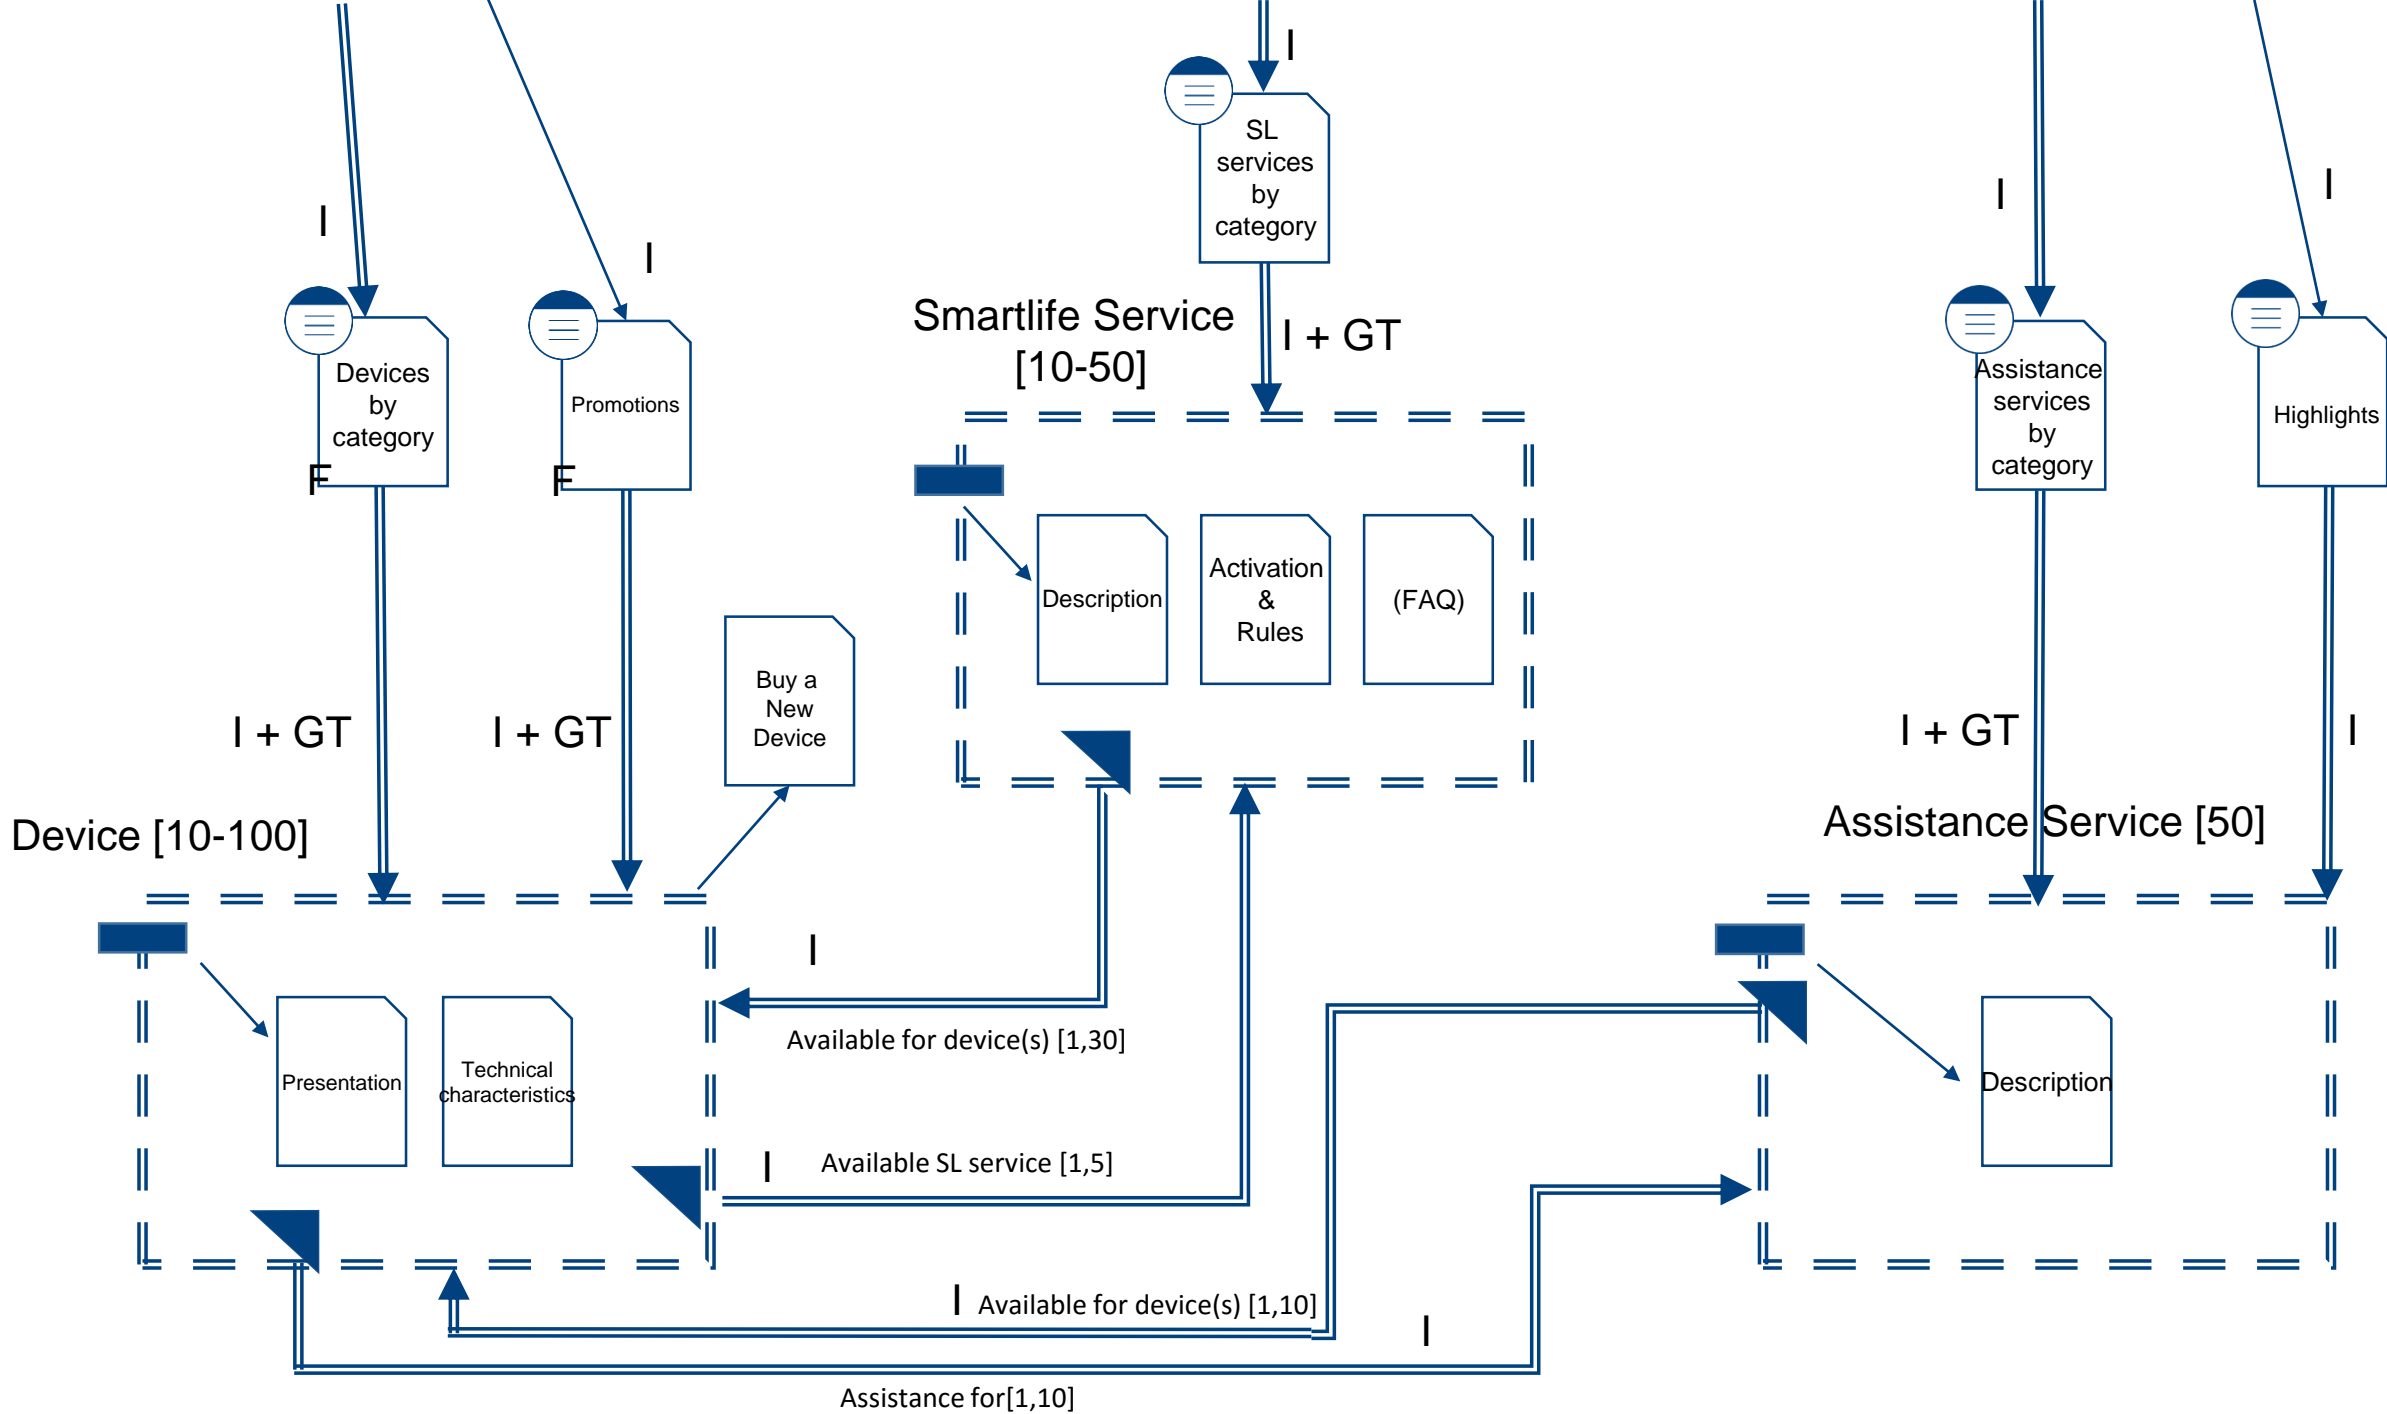 I
SL
services
by
category
I
I
I
I
Smartlife Service
[10-50]
I + GT
Devices
by
category
F
Promotions
F
Assistance
services
by
category
Highlights
Description
Activation
&
Rules
(FAQ)
Buy a
New
Device
I + GT
I + GT
I + GT
I
Device [10-100]
Assistance Service [50]
I
Available for device(s) [1,30]
Presentation
Technical
characteristics
Description
I
Available SL service [1,5]
I
Available for device(s) [1,10]
I
Assistance for[1,10]